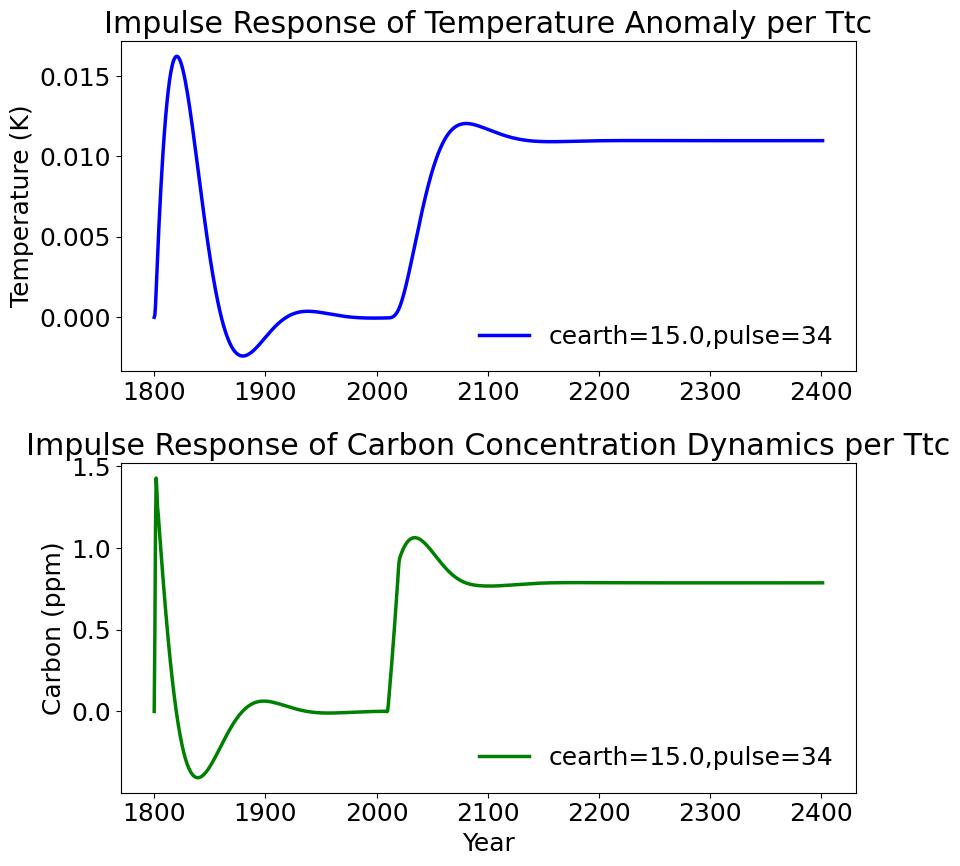 Impulse Response of Temperature Anomaly per Ttc
Temperature (K)
0.015
0.010
0.005
0.000
cearth=15.0,pulse=34
1800 1900 2000 2100 2200 2300 2400
Impulse Response of Carbon Concentration Dynamics per Ttc
Carbon (ppm)
1.5
1.0
0.5
0.0
cearth=15.0,pulse=34
1800 1900 2000 2100 2200 2300 2400
Year